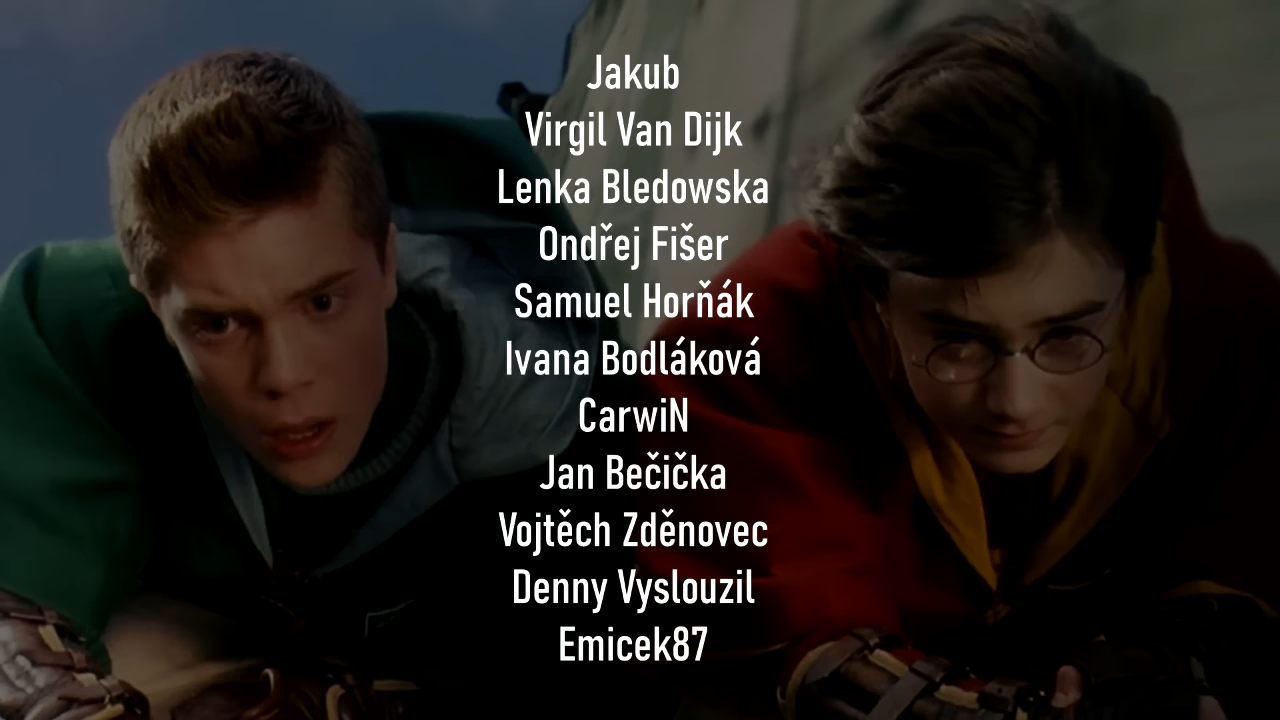 Jakub
Virgil Van Dijk
Lenka Bledowska
Ondřej Fišer
Samuel Horňák
Ivana Bodláková
CarwiN
Jan Bečička
Vojtěch Zděnovec
Denny Vyslouzil
Emicek87